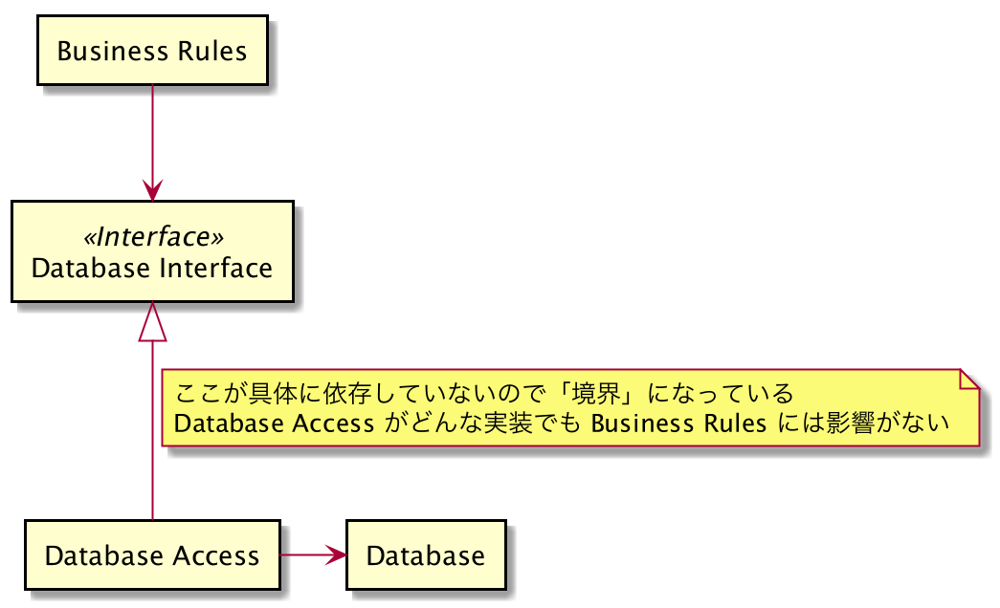 Business Rules
«Interface»
Database Interface
ここが具体に依存していないので「境界」になっている
Database Access がどんな実装でも Business Rules には影響がない
Database Access
Database